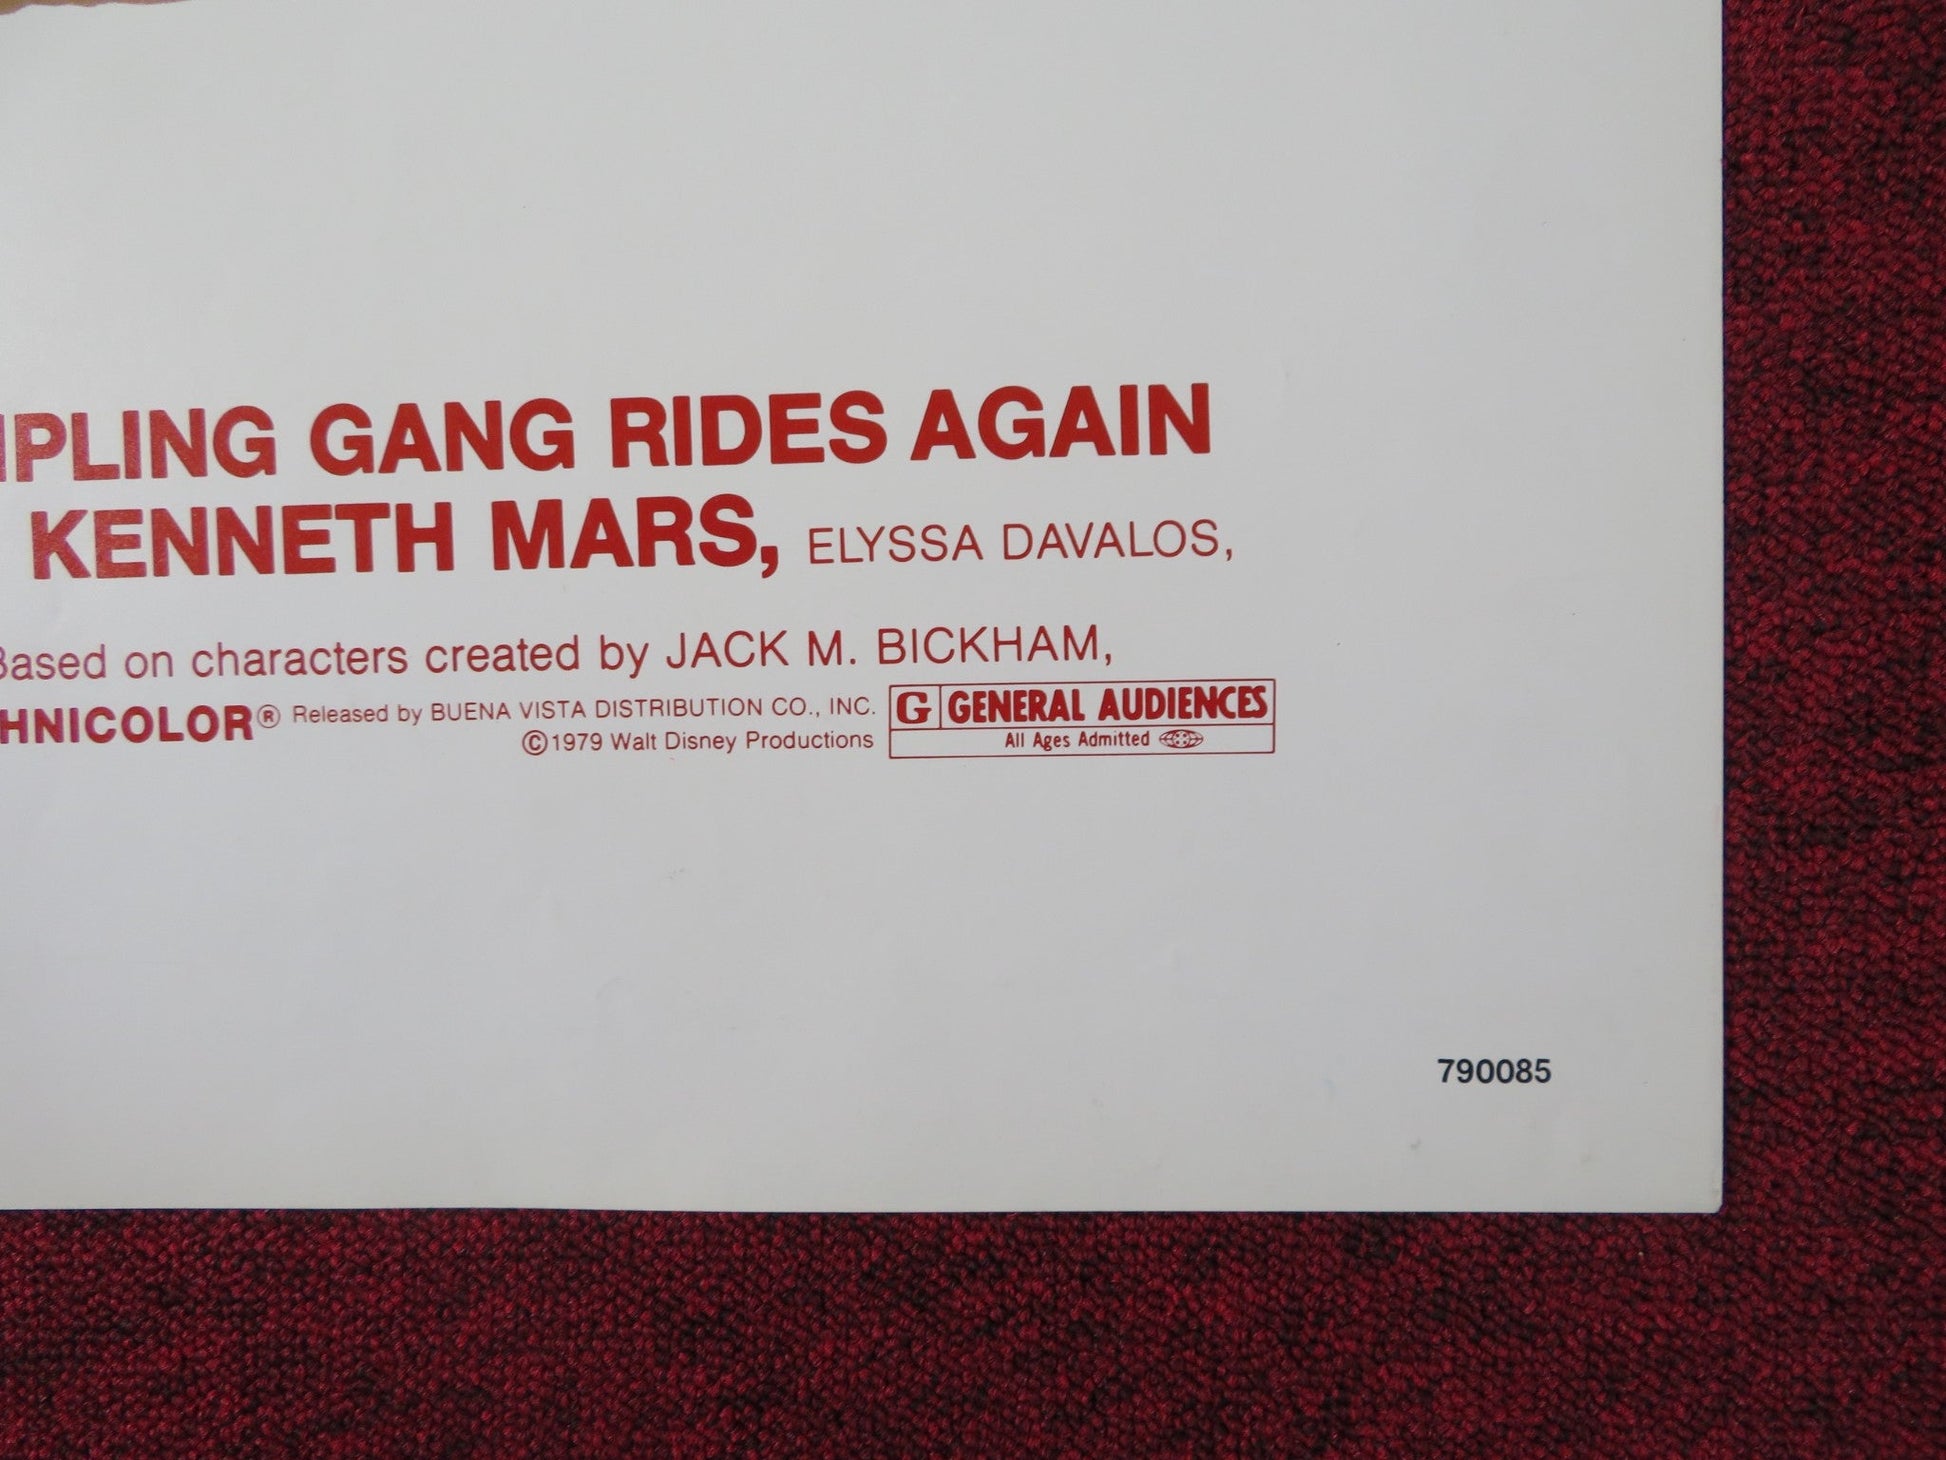 PLING GANG RIDES AGAIN
KENNETH MARS, ELYSSA DAVALOS,
Based on characters created by JACK M. BICKHAM,
HNICOLOR® Released by BUENA VISTA DISTRIBUTION CO., INC.
©1979 Walt Disney Productions
G GENERAL AUDIENCES
All Ages Admitted
790085